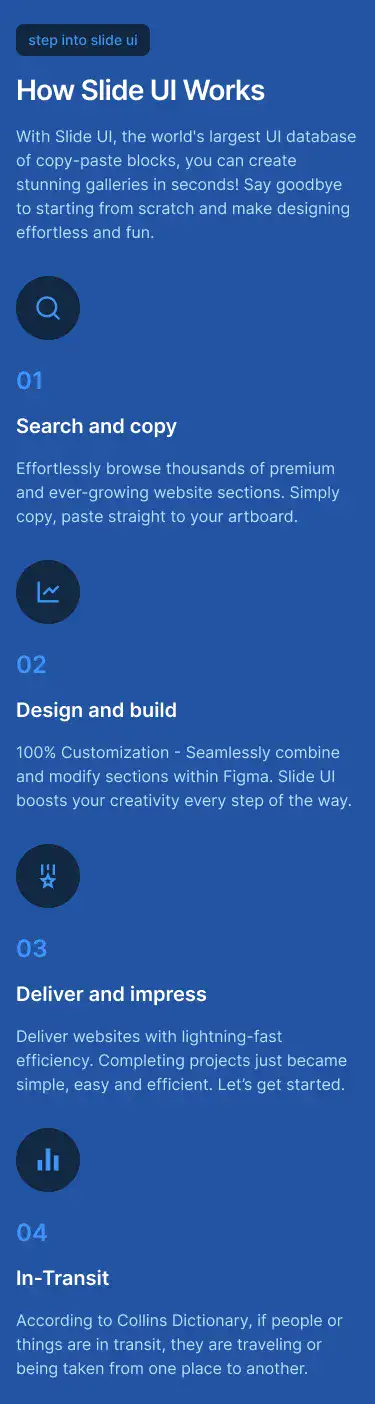 step into slide ui
How Slide UI Works
With Slide UI, the world's largest UI database
of copy-paste blocks, you can create
stunning galleries in seconds! Say goodbye
to starting from scratch and make designing
effortless and fun.
01
Search and copy
Effortlessly browse thousands of premium
and ever-growing website sections. Simply
copy, paste straight to your artboard.
02
Design and build
100% Customization - Seamlessly combine
and modify sections within Figma. Slide UI
boosts your creativity every step of the way.
03
Deliver and impress
Deliver websites with lightning-fast
efficiency. Completing projects just became
simple, easy and efficient. Let’s get started.
04
In-Transit
According to Collins Dictionary, if people or
things are in transit, they are traveling or
being taken from one place to another.